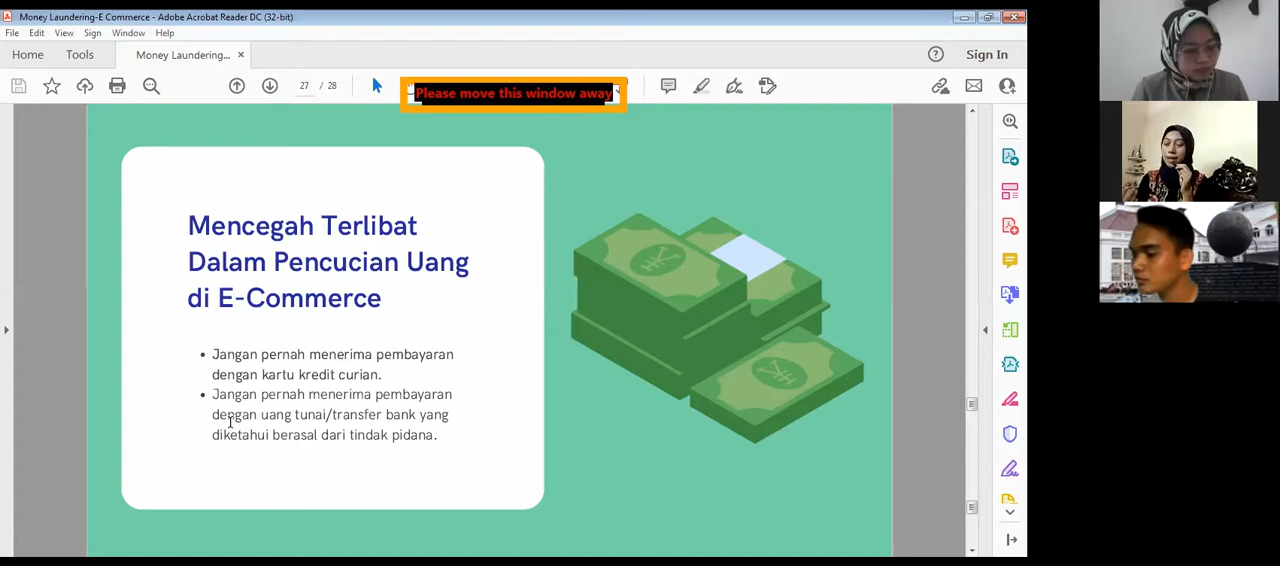 Money Laundering-E Commerce - Adobe Acrobat Reader DC (32-bit)
File Edit View Sign Window Help
Home Tools Money Laundering... × Sign In
27 / 28
Please move this window away
Mencegah Terlibat
Dalam Pencucian Uang
di E-Commerce
• Jangan pernah menerima pembayaran
dengan kartu kredit curian.
• Jangan pernah menerima pembayaran
dengan uang tunai/transfer bank yang
diketahui berasal dari tindak pidana.